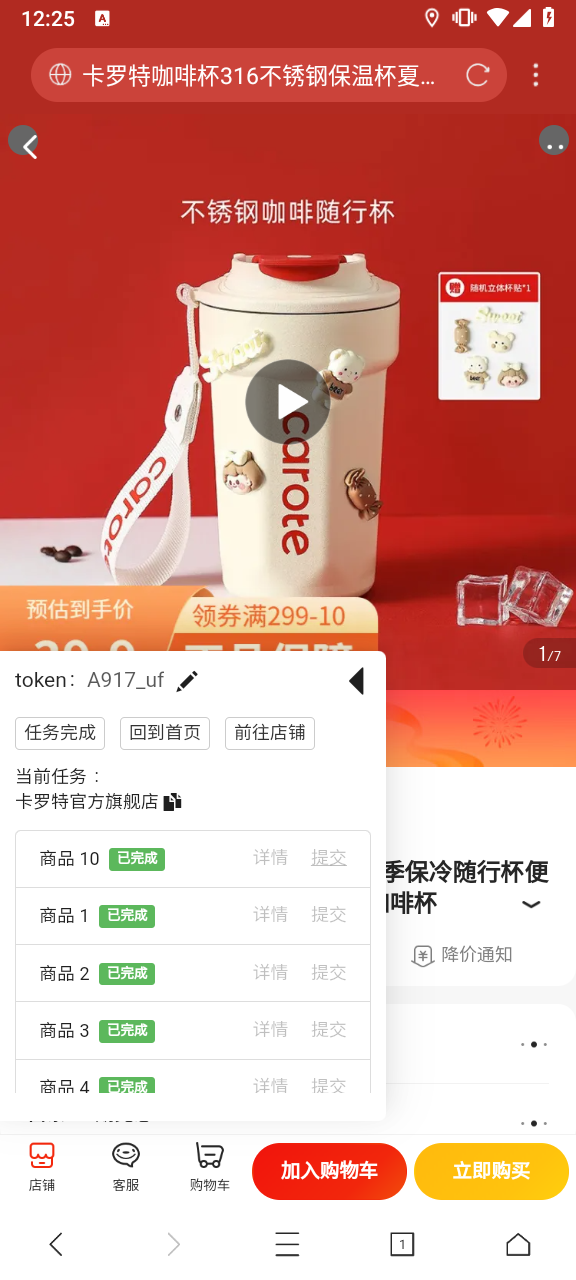 12:25
A
卡罗特咖啡杯316不锈钢保温杯夏...
不锈钢咖啡随行杯
赠 随机立体杯贴*1
Sweet
Sweet
carote
carote
预估到手价
领券满299-10
1/7
token: A917_uf
任务完成 回到首页 前往店铺
当前任务：
卡罗特官方旗舰店
商品 10 已完成 详情 提交
商品 1 已完成 详情 提交
商品 2 已完成 详情 提交
商品 3 已完成 详情 提交
商品 4 已完成 详情 提交
季保冷随行杯便
啡杯
降价通知
店铺 客服 购物车 加入购物车 立即购买
1